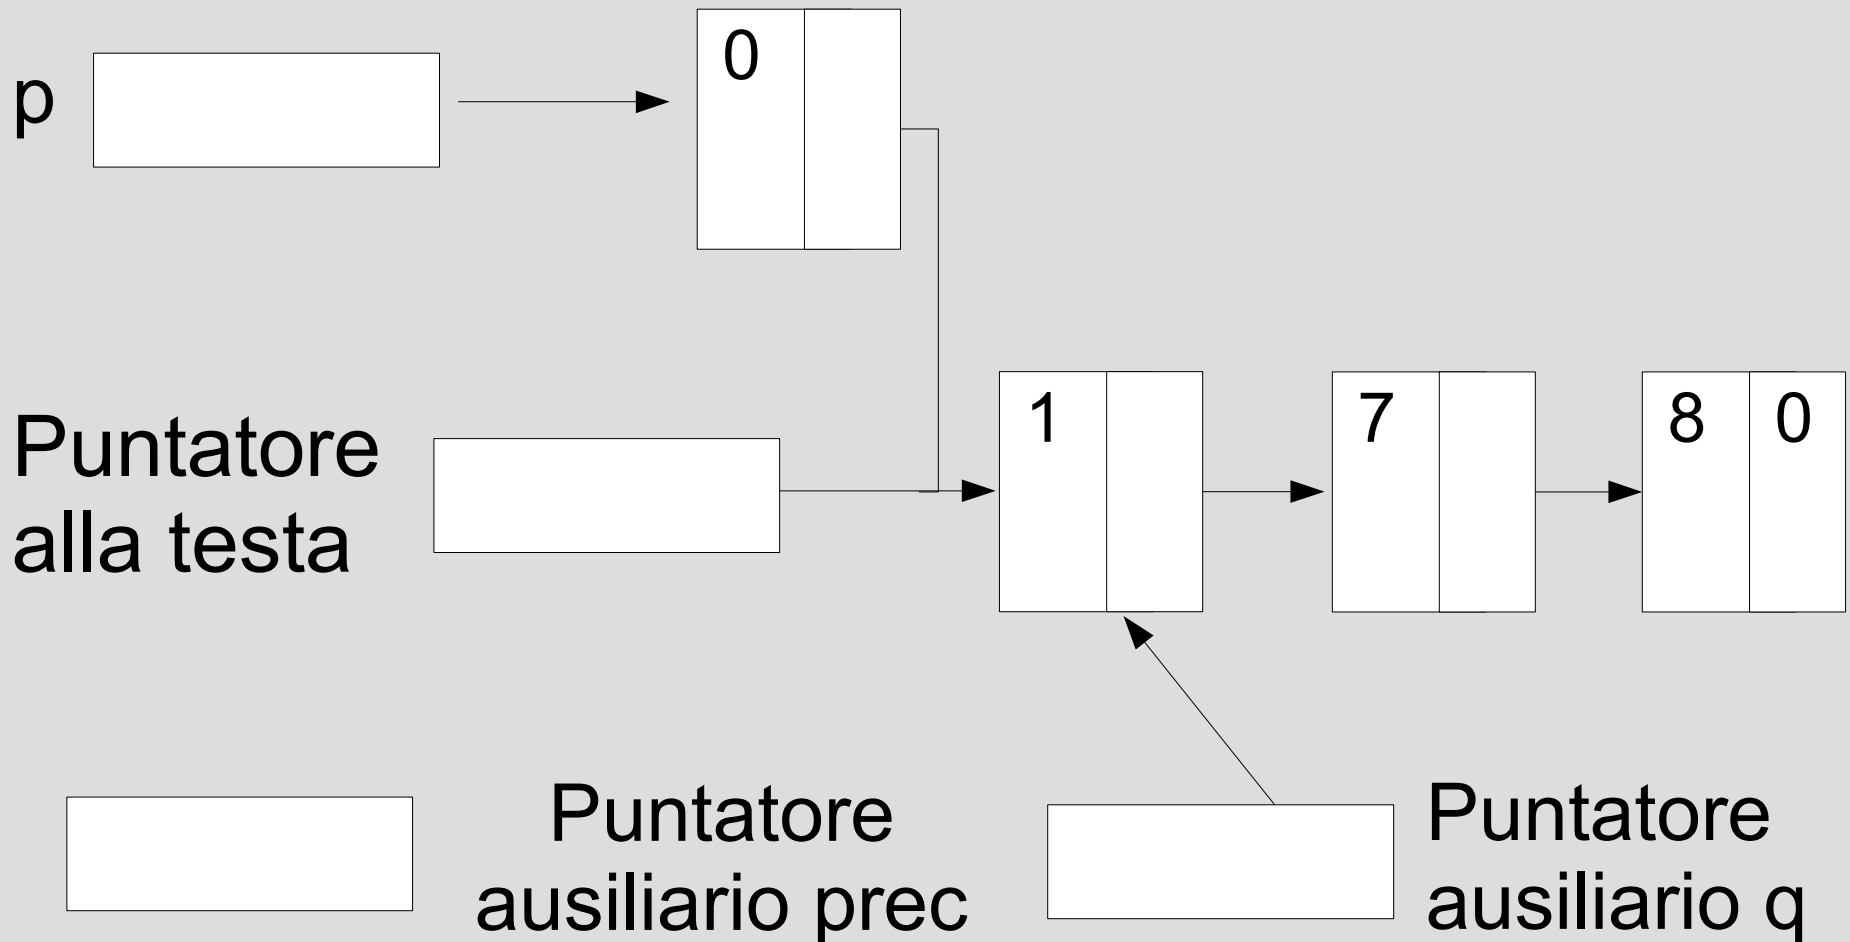 0
p
1 7 8 0
Puntatore
alla testa
Puntatore
ausiliario prec
Puntatore
ausiliario q